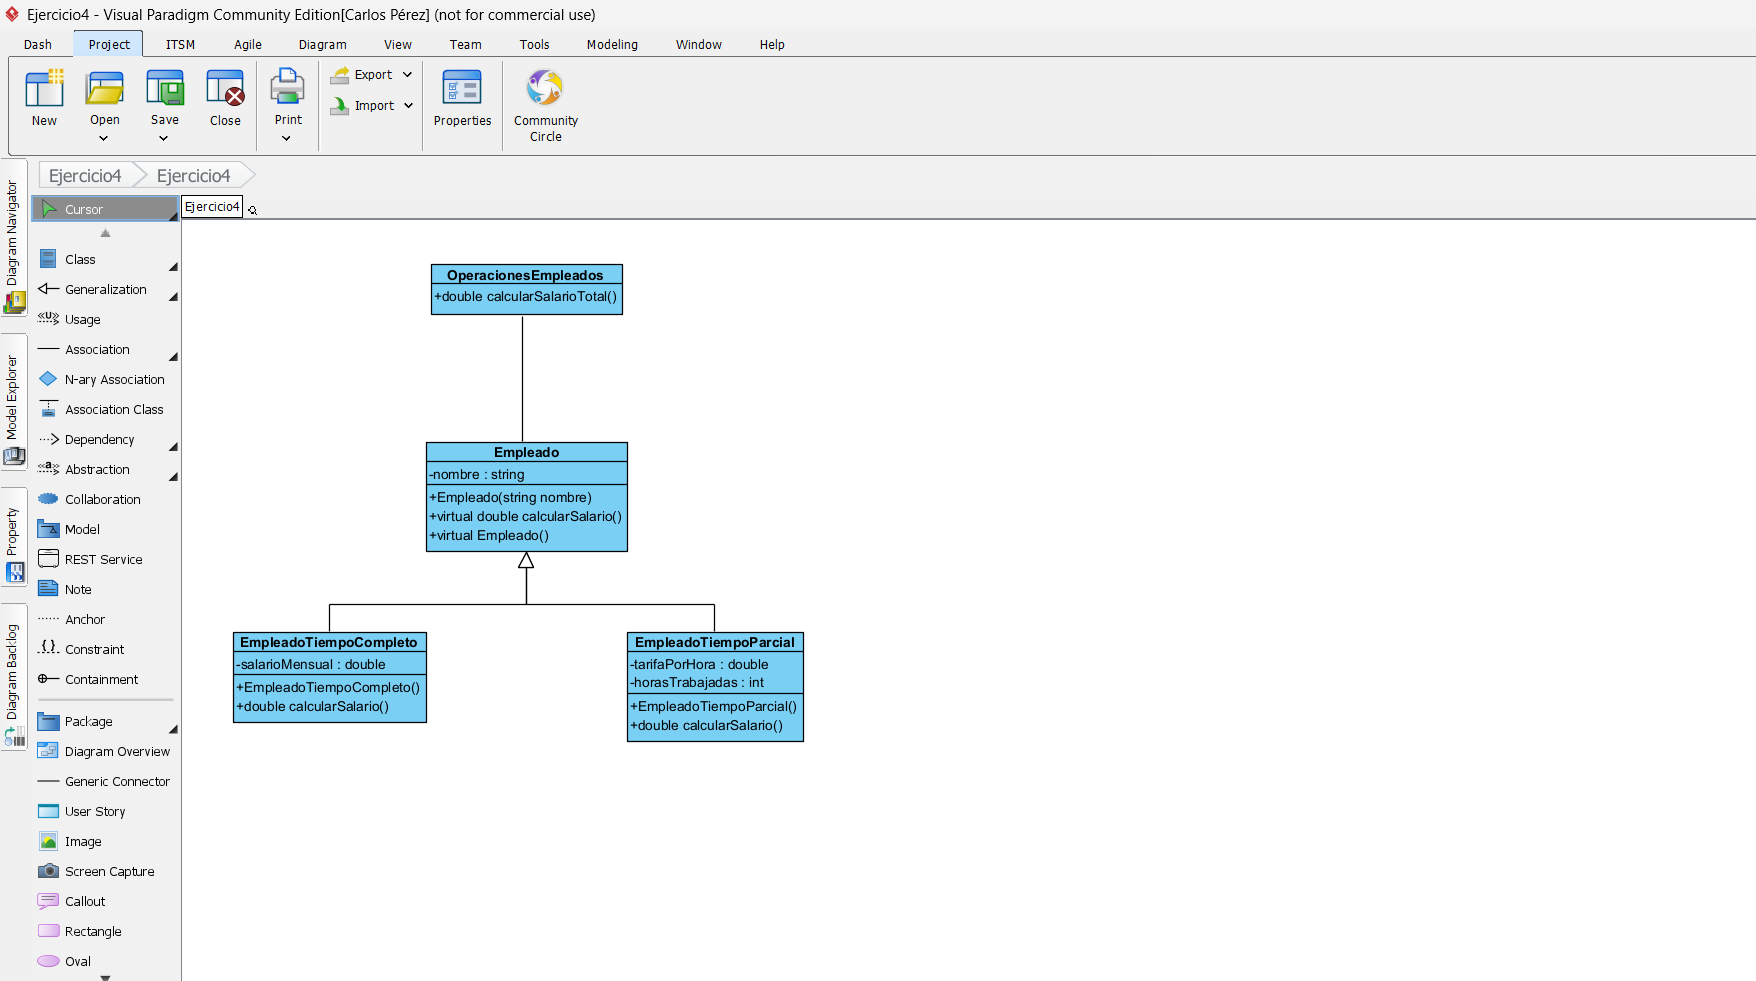 Ejercicio4 - Visual Paradigm Community Edition[Carlos Pérez] (not for commercial use)
Dash Project ITSM Agile Diagram View Team Tools Modeling Window Help
New Open Save Close Print Export Import Properties Community Circle
Ejercicio4 Ejercicio4
Diagram Navigator
Model Explorer
Property
Diagram Backlog
Cursor
Class
Generalization
<<U>> Usage
Association
N-ary Association
Association Class
Dependency
<<a>> Abstraction
Collaboration
Model
REST Service
Note
Anchor
{ } Constraint
Containment
Package
Diagram Overview
Generic Connector
User Story
Image
Screen Capture
Callout
Rectangle
Oval
Ejercicio4
OperacionesEmpleados
+double calcularSalarioTotal()
Empleado
-nombre : string
+Empleado(string nombre)
+virtual double calcularSalario()
+virtual Empleado()
EmpleadoTiempoCompleto
-salarioMensual : double
+EmpleadoTiempoCompleto()
+double calcularSalario()
EmpleadoTiempoParcial
-tarifaPorHora : double
-horasTrabajadas : int
+EmpleadoTiempoParcial()
+double calcularSalario()